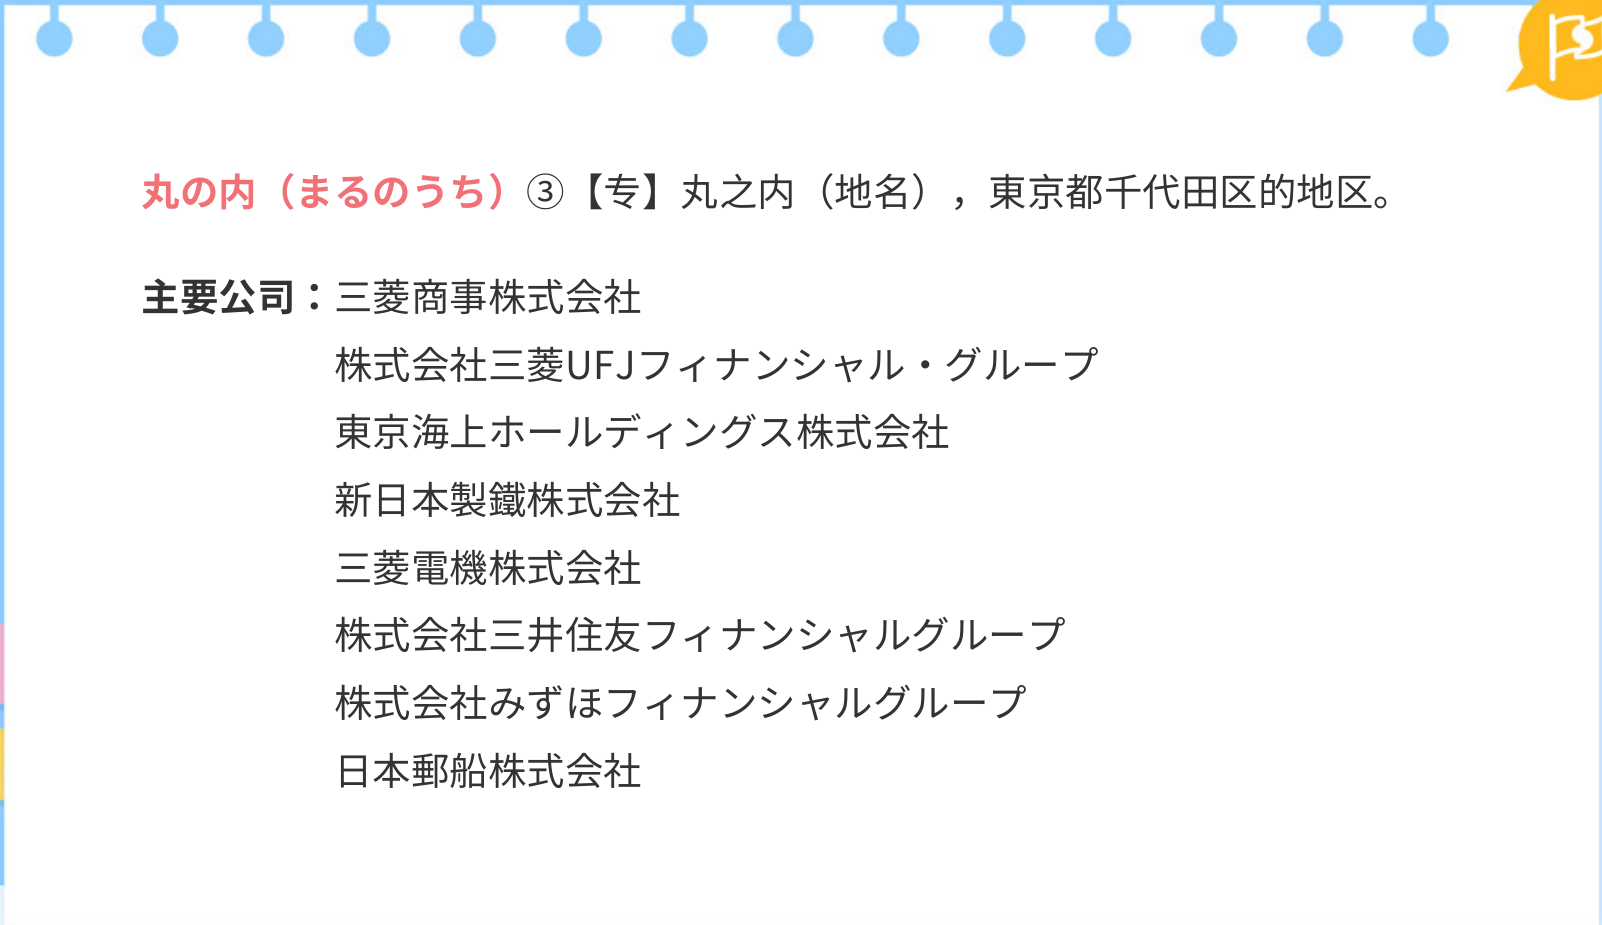 丸の内（まるのうち）③【专】丸之内（地名），東京都千代田区的地区。
主要公司：三菱商事株式会社
株式会社三菱UFJフィナンシャル・グループ
東京海上ホールディングス株式会社
新日本製鐵株式会社
三菱電機株式会社
株式会社三井住友フィナンシャルグループ
株式会社みずほフィナンシャルグループ
日本郵船株式会社